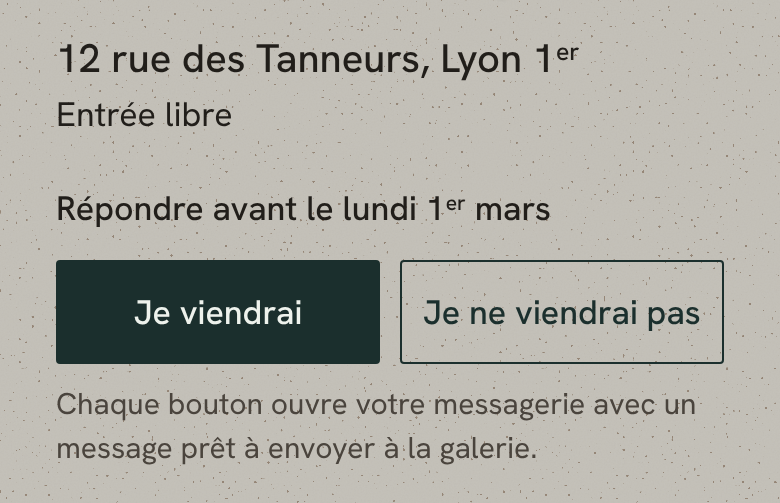 12 rue des Tanneurs, Lyon 1er
Entrée libre
Répondre avant le lundi 1er mars
Je viendrai
Je ne viendrai pas
Chaque bouton ouvre votre messagerie avec un
message prêt à envoyer à la galerie.